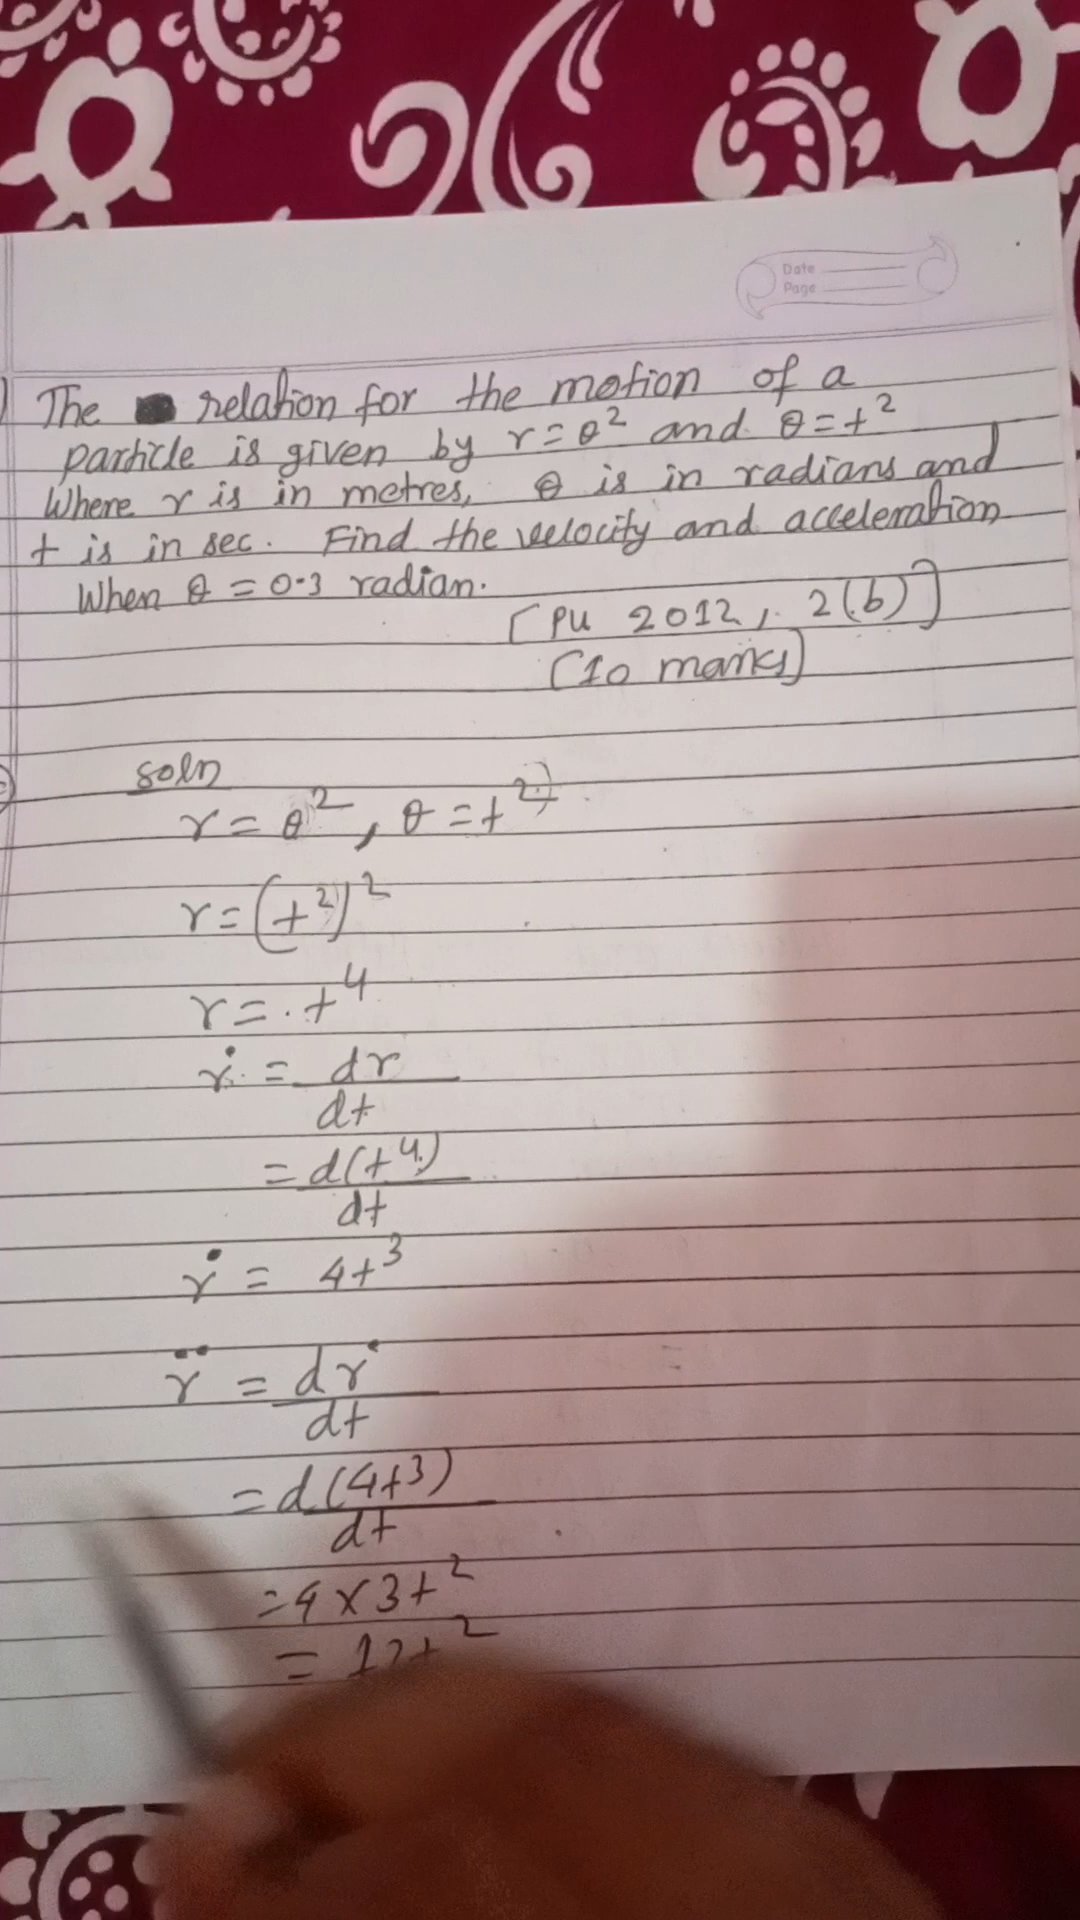 Date
Page
The relation for the motion of a
particle is given by r = θ² and θ = t²
Where r is in metres, θ is in radians and
t is in sec. Find the velocity and acceleration
When θ = 0.3 radian.
[PU 2012, 2(b)]
[10 marks]
soln
r = θ², θ = t²
r = (t²)²
r = t⁴
ṙ = dr
dt
= d(t⁴)
dt
ṙ = 4t³
r̈ = dṙ
dt
= d(4t³)
dt
= 4 × 3t²
= 12t²